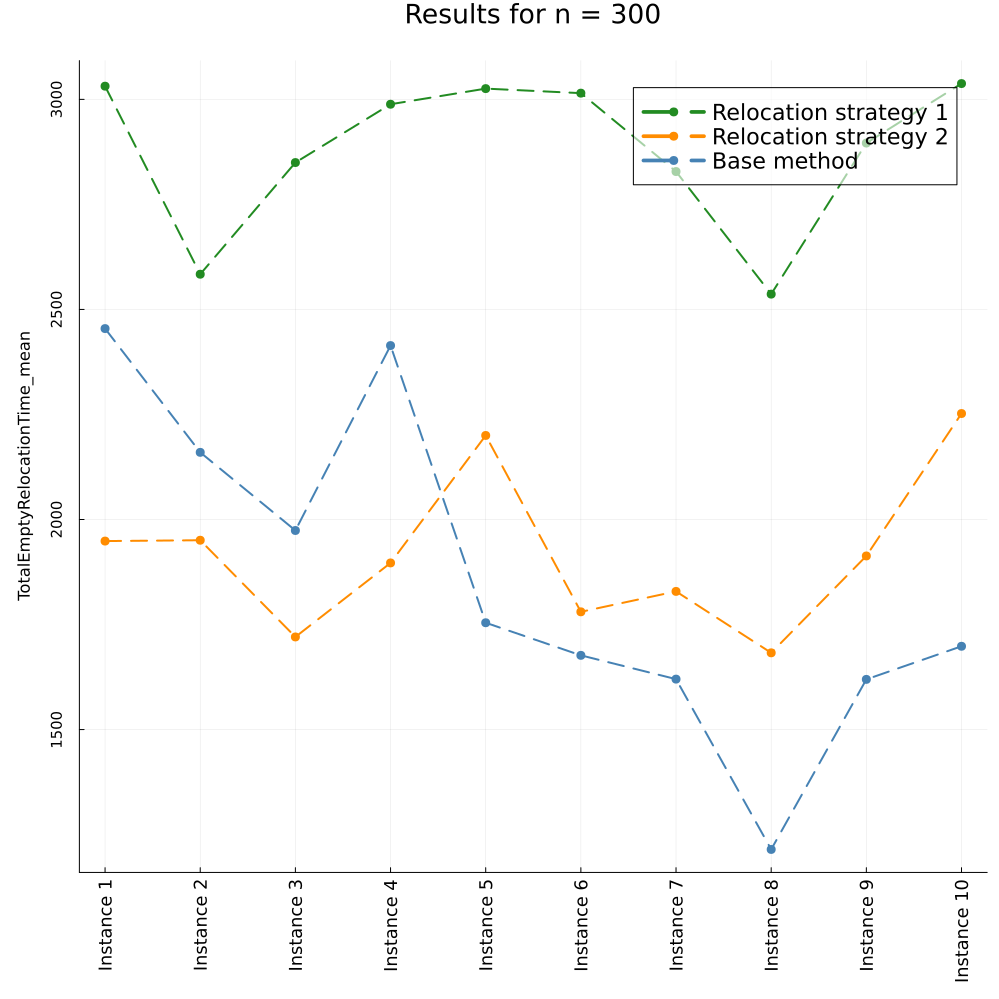 Results for n = 300
TotalEmptyRelocationTime_mean
3000
2500
2000
1500
Relocation strategy 1
Relocation strategy 2
Base method
Instance 1
Instance 2
Instance 3
Instance 4
Instance 5
Instance 6
Instance 7
Instance 8
Instance 9
Instance 10